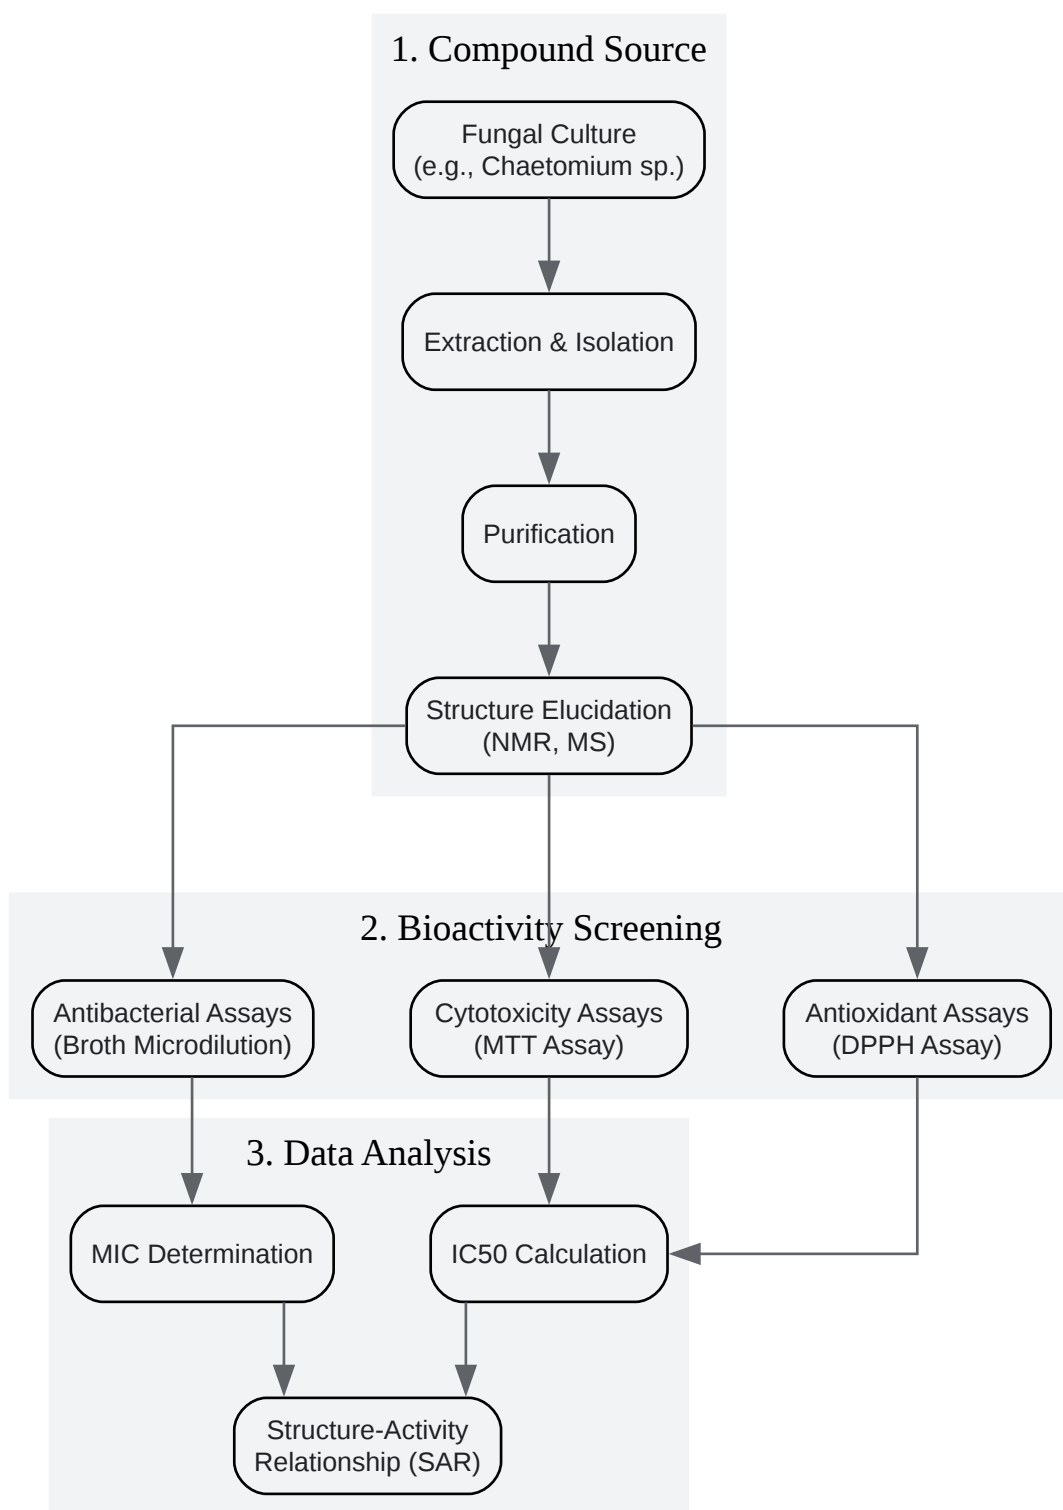 1. Compound Source
Fungal Culture
(e.g., Chaetomium sp.)
Extraction & Isolation
Purification
Structure Elucidation
(NMR, MS)
2. Bioactivity Screening
Antibacterial Assays
(Broth Microdilution)
Cytotoxicity Assays
(MTT Assay)
Antioxidant Assays
(DPPH Assay)
3. Data Analysis
MIC Determination
IC50 Calculation
Structure-Activity
Relationship (SAR)